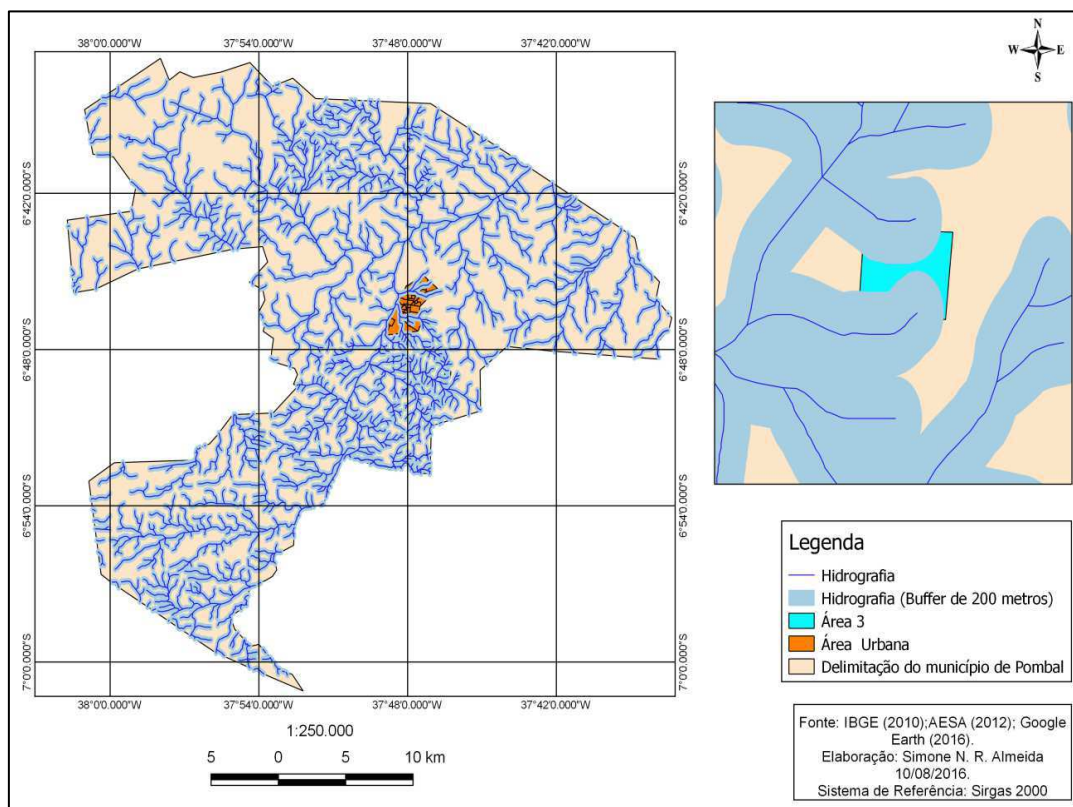 N
W E
S
38°0'0.000"W 37°54'0.000"W 37°48'0.000"W 37°42'0.000"W
6°42'0.000"S
6°42'0.000"S
6°48'0.000"S
6°48'0.000"S
6°54'0.000"S
6°54'0.000"S
7°0'0.000"S
7°0'0.000"S
38°0'0.000"W 37°54'0.000"W 37°48'0.000"W 37°42'0.000"W
1:250.000
5 0 5 10 km
Legenda
Hidrografia
Hidrografia (Buffer de 200 metros)
Área 3
Área Urbana
Delimitação do município de Pombal
Fonte: IBGE (2010);AESA (2012); Google
Earth (2016).
Elaboração: Simone N. R. Almeida
10/08/2016.
Sistema de Referência: Sirgas 2000